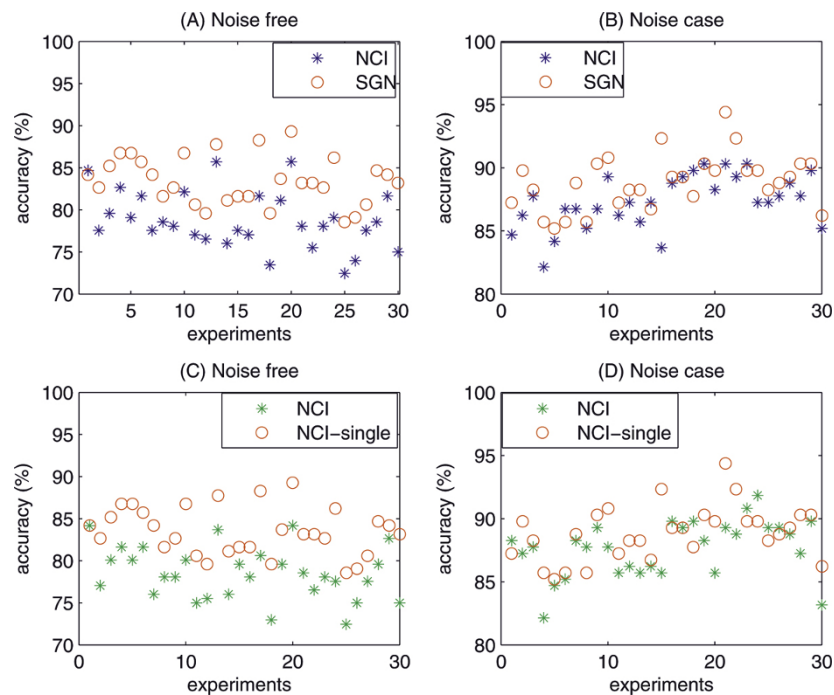 (A) Noise free
100
95
90
85
80
75
70
accuracy (%)
NCI
SGN
5
10
15
20
25
30
experiments
(B) Noise case
100
95
90
85
80
accuracy (%)
NCI
SGN
0
10
20
30
experiments
(C) Noise free
100
95
90
85
80
75
70
accuracy (%)
NCI
NCI-single
0
10
20
30
experiments
(D) Noise case
100
95
90
85
80
accuracy (%)
NCI
NCI-single
0
10
20
30
experiments